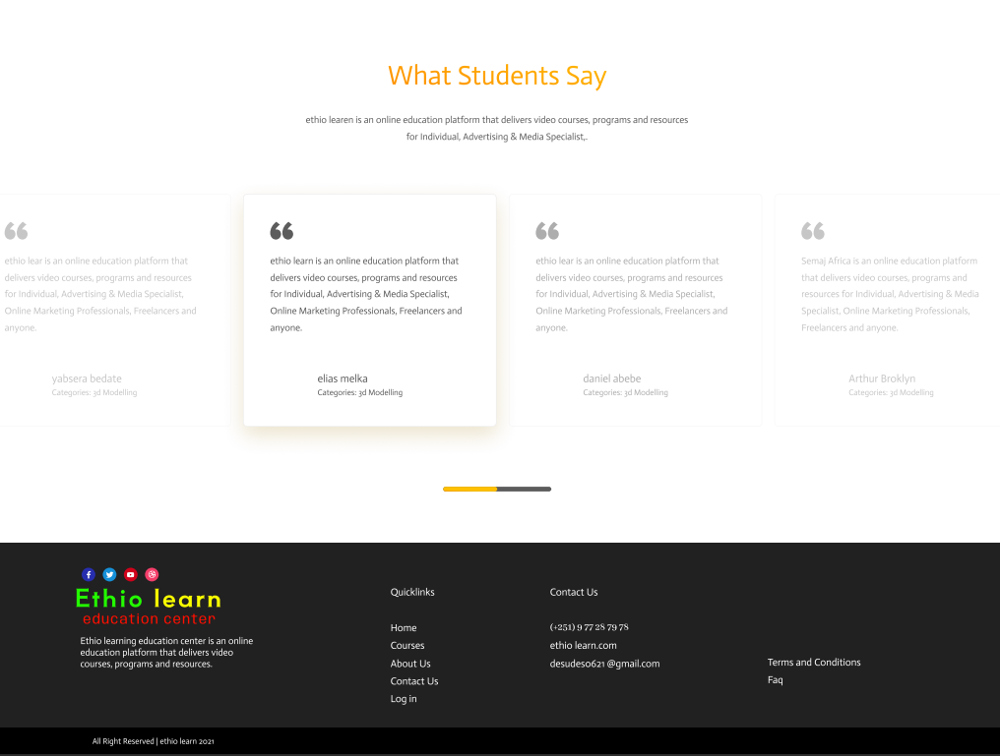 What Students Say
ethio learen is an online education platform that delivers video courses, programs and resources
for Individual, Advertising & Media Specialist,.
ethio lear is an online education platform that
delivers video courses, programs and resources
for Individual, Advertising & Media Specialist,
Online Marketing Professionals, Freelancers and
anyone.
yabsera bedate
Categories: 3d Modelling
ethio learn is an online education platform that
delivers video courses, programs and resources
for Individual, Advertising & Media Specialist,
Online Marketing Professionals, Freelancers and
anyone.
elias melka
Categories: 3d Modelling
ethio lear is an online education platform that
delivers video courses, programs and resources
for Individual, Advertising & Media Specialist,
Online Marketing Professionals, Freelancers and
anyone.
daniel abebe
Categories: 3d Modelling
Semaj Africa is an online education platform
that delivers video courses, programs and
resources for Individual, Advertising & Media
Specialist, Online Marketing Professionals,
Freelancers and anyone.
Arthur Broklyn
Categories: 3d Modelling
Ethio learn
education center
Ethio learning education center is an online
education platform that delivers video
courses, programs and resources.
Quicklinks
Home
Courses
About Us
Contact Us
Log in
Contact Us
(+251) 9 77 28 79 78
ethio learn.com
desudes0621 @gmail.com
Terms and Conditions
Faq
All Right Reserved | ethio learn 2021